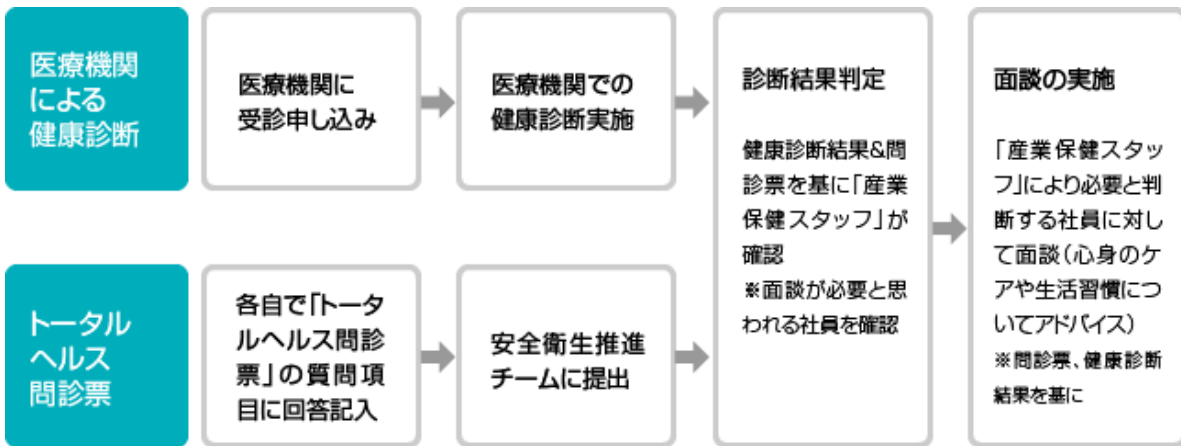 医療機関
による
健康診断
医療機関に
受診申し込み
医療機関での
健康診断実施
トータル
ヘルス
問診票
各自で「トータ
ルヘルス問診
票」の質問項
目に回答記入
安全衛生推進
チームに提出
診断結果判定
健康診断結果&問
診票を基に「産業
保健スタッフ」が
確認
※面談が必要と思
われる社員を確認
面談の実施
「産業保健スタッ
フ」により必要と判
断する社員に対し
て面談(心身のケ
アや生活習慣につ
いてアドバイス)
※問診票、健康診断
結果を基に